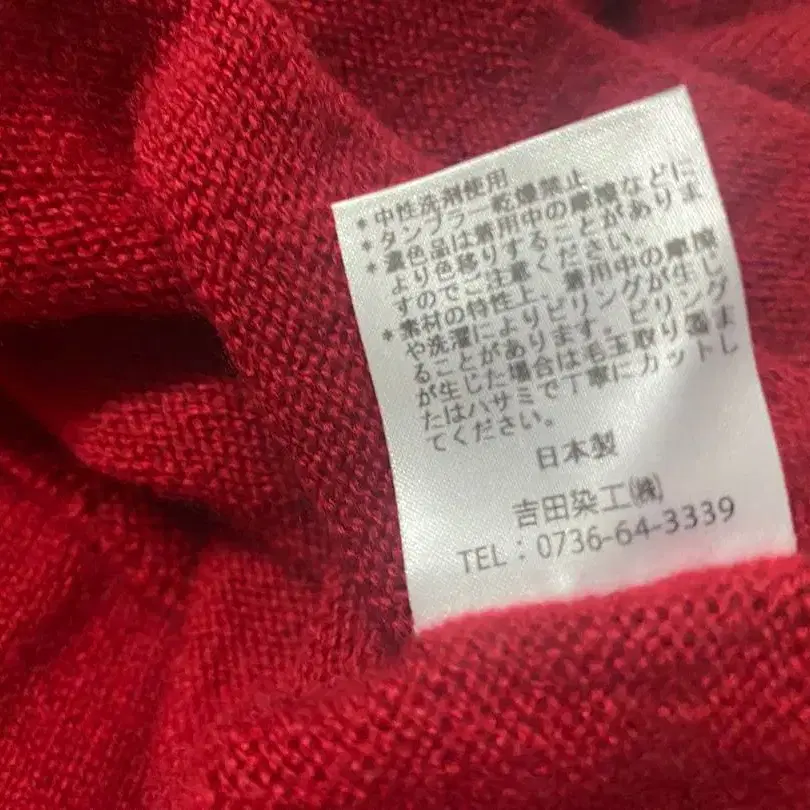 ＊中性洗剤使用
＊タンブラー乾燥禁止
＊濃色品は着用中の摩擦などに
より色移りすることがありま
すのでご注意ください。
＊素材の特性上、着用中の摩擦
や洗濯によりピリングが生じ
ることがあります。ピリング
が生じた場合は毛玉取り器ま
たはハサミで丁寧にカットし
てください。
日本製
吉田染工㈱
TEL：0736-64-3339